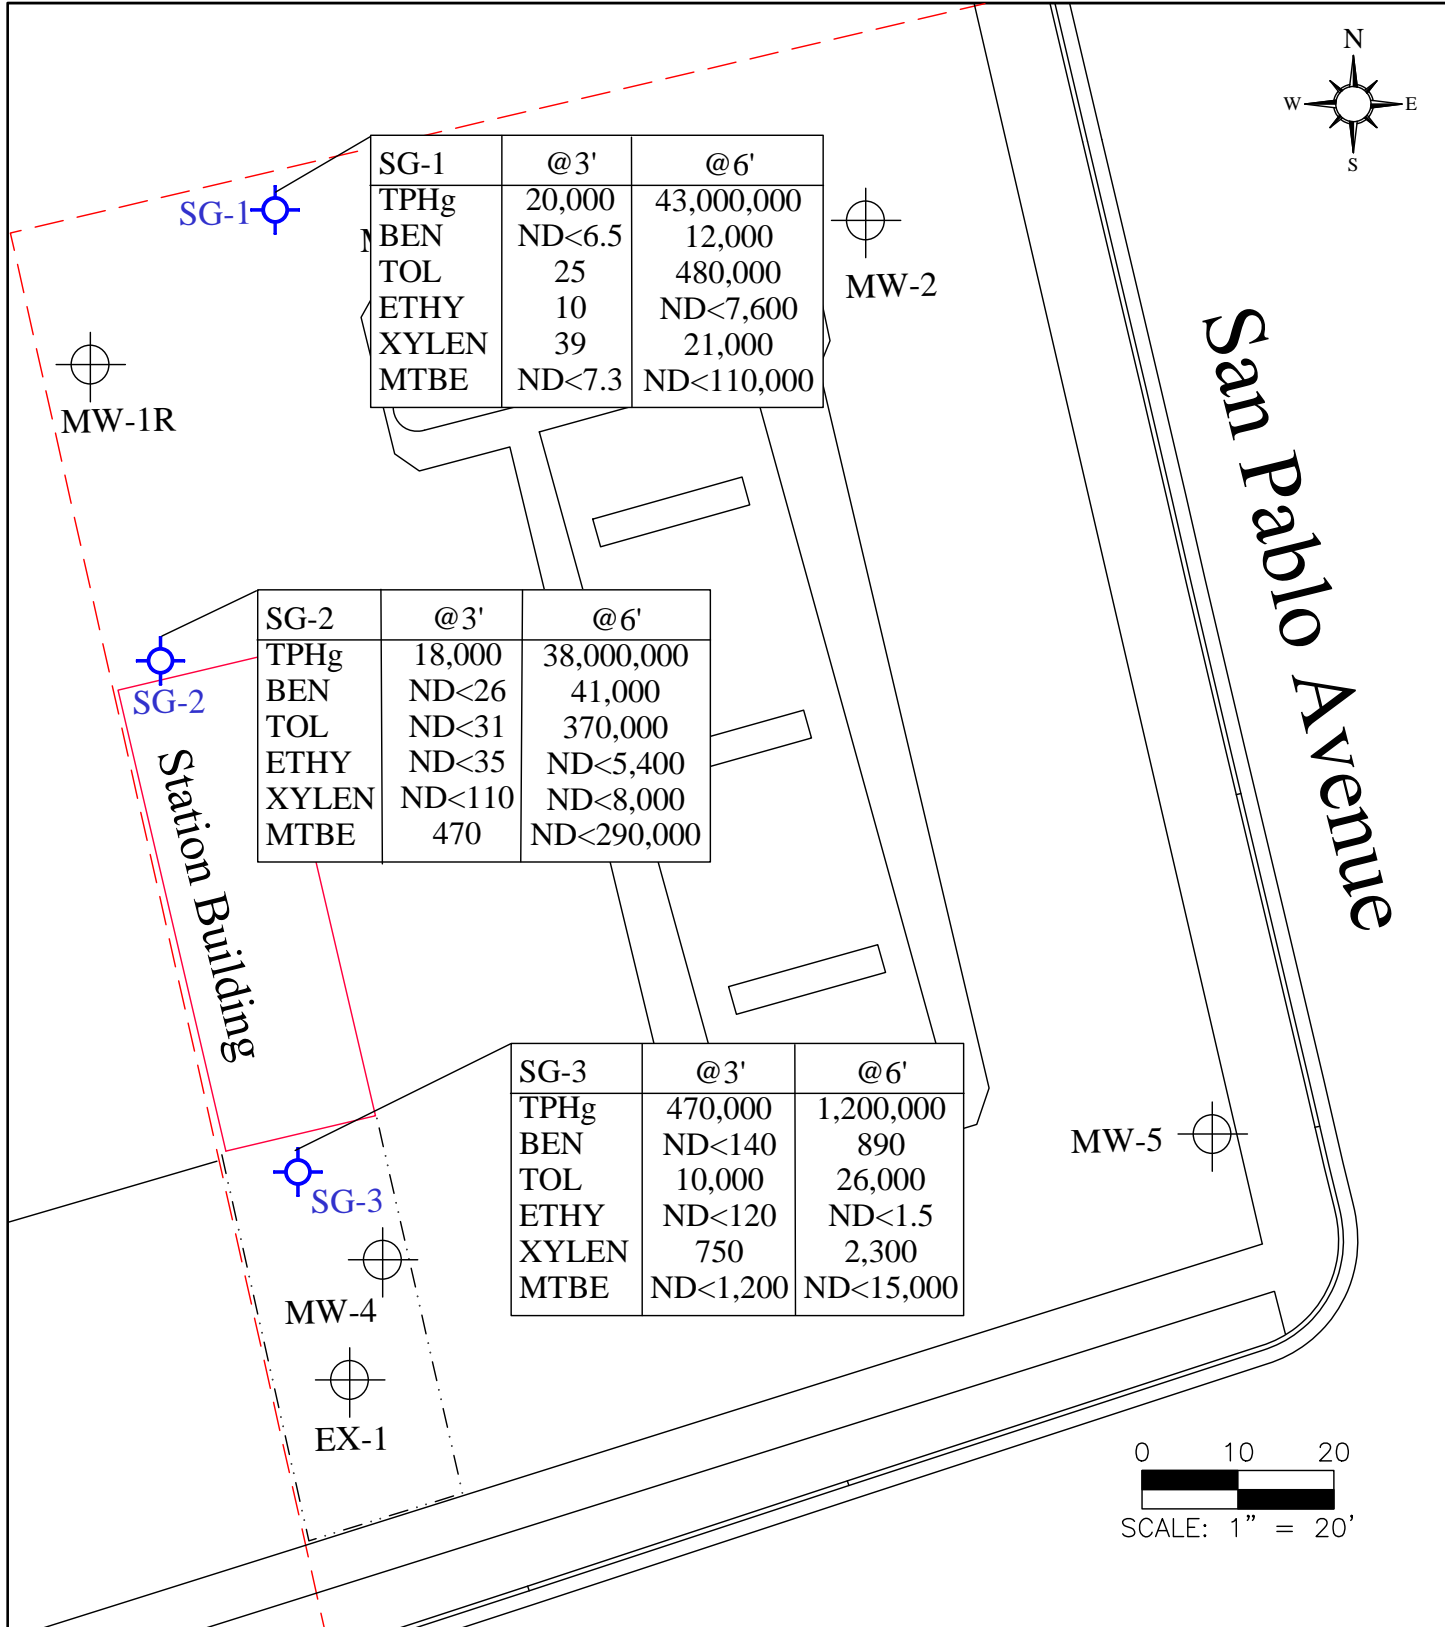 N
W E
S
SG-1 @3' @6'
TPHg 20,000 43,000,000
BEN ND<6.5 12,000
TOL 25 480,000
ETHY 10 ND<7,600
XYLEN 39 21,000
MTBE ND<7.3 ND<110,000
SG-1
MW-2
MW-1R
San Pablo Avenue
SG-2 @3' @6'
TPHg 18,000 38,000,000
BEN ND<26 41,000
TOL ND<31 370,000
ETHY ND<35 ND<5,400
XYLEN ND<110 ND<8,000
MTBE 470 ND<290,000
SG-2
Station Building
SG-3 @3' @6'
TPHg 470,000 1,200,000
BEN ND<140 890
TOL 10,000 26,000
ETHY ND<120 ND<1.5
XYLEN 750 2,300
MTBE ND<1,200 ND<15,000
MW-5
SG-3
MW-4
EX-1
0 10 20
SCALE: 1" = 20'